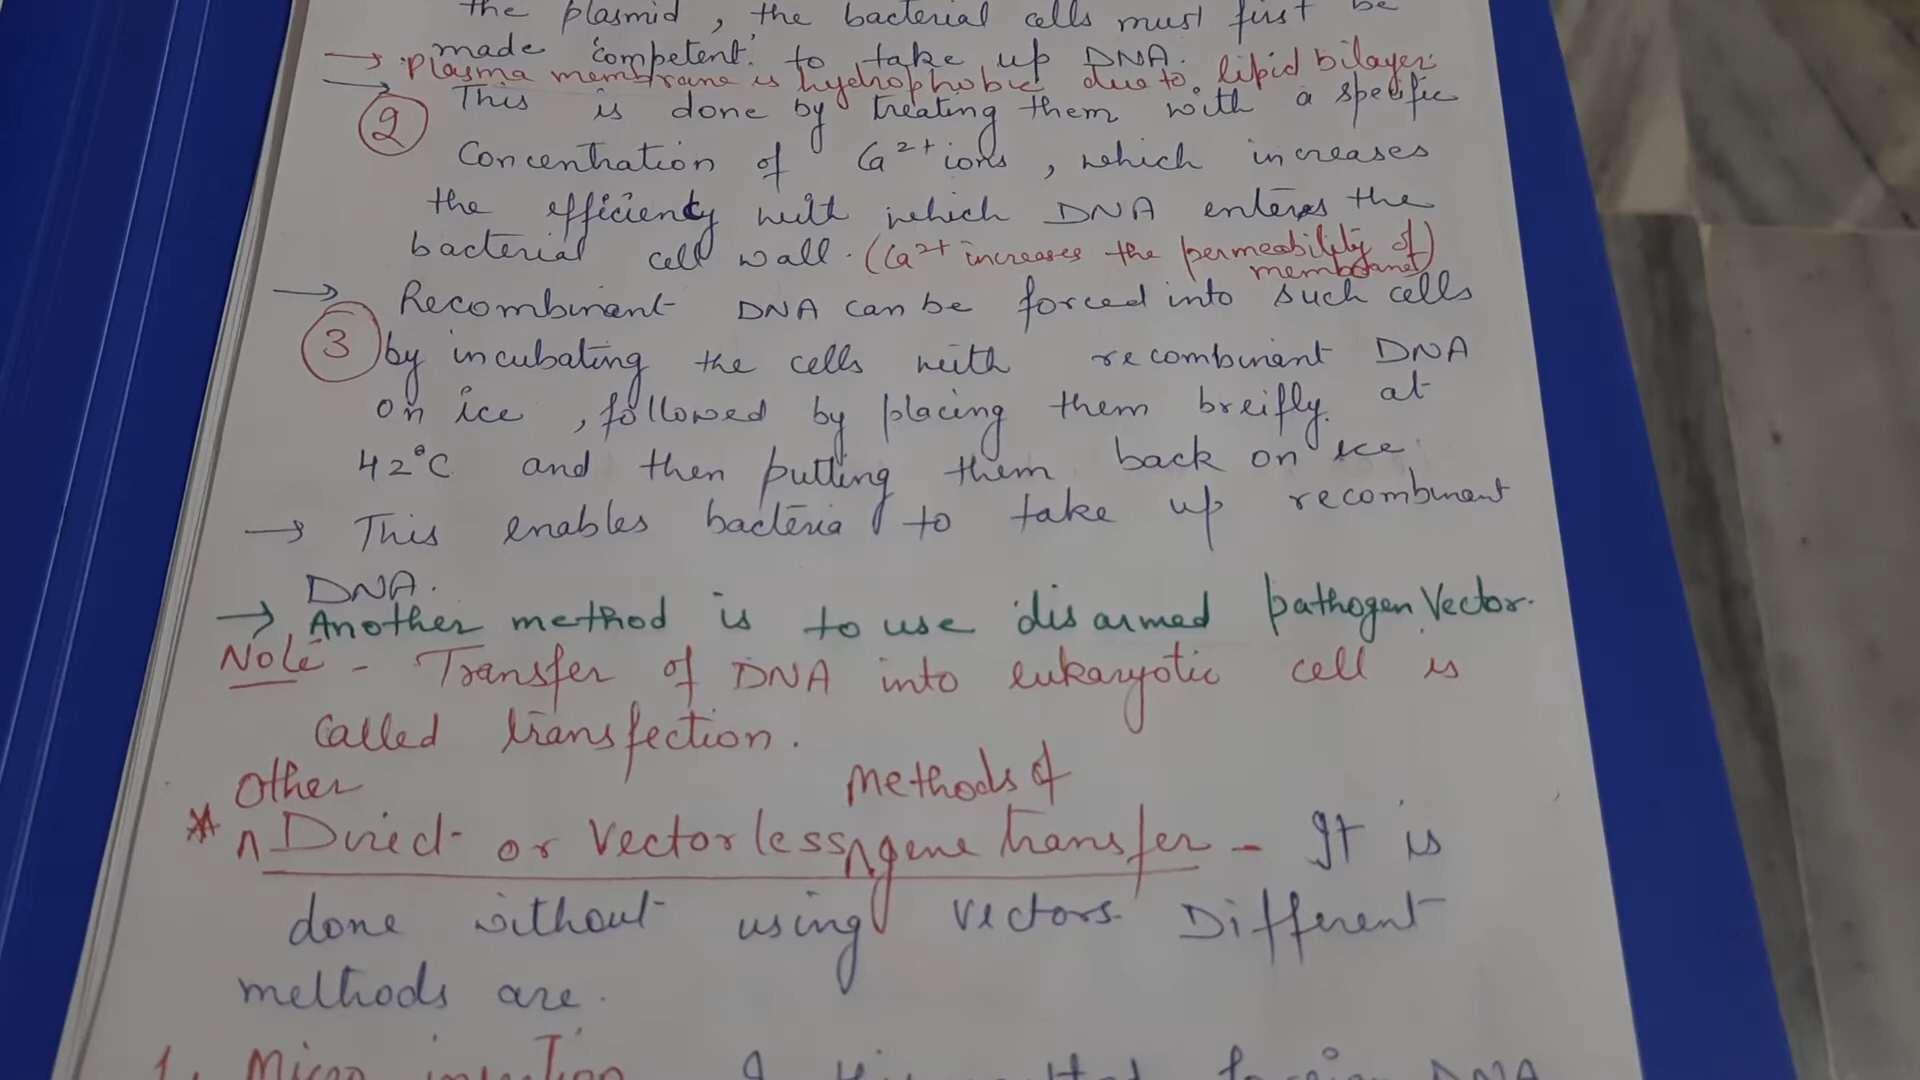 the plasmid, the bacterial cells must first be
→ made 'competent' to take up DNA.
→ Plasma membrane is hydrophobic due to lipid bilayer.
② This is done by treating them with a specific
Concentration of Ca²⁺ ions, which increases
the efficiency with which DNA enters the
bacterial cell wall. (Ca²⁺ increases the permeability of)
→ Recombinant DNA can be forced into such cells
③ by incubating the cells with recombinant DNA
on ice, followed by placing them breifly at
42°C and then putting them back on ice
→ This enables bacteria to take up recombinant
DNA.
→ Another method is to use disarmed pathogen Vector.
Note - Transfer of DNA into eukaryotic cell is
called transfection.
Other Methods of
* ∧ Direct or Vectorless ∧ gene transfer - It is
done without using vectors. Different
methods are.
1. Micro injection